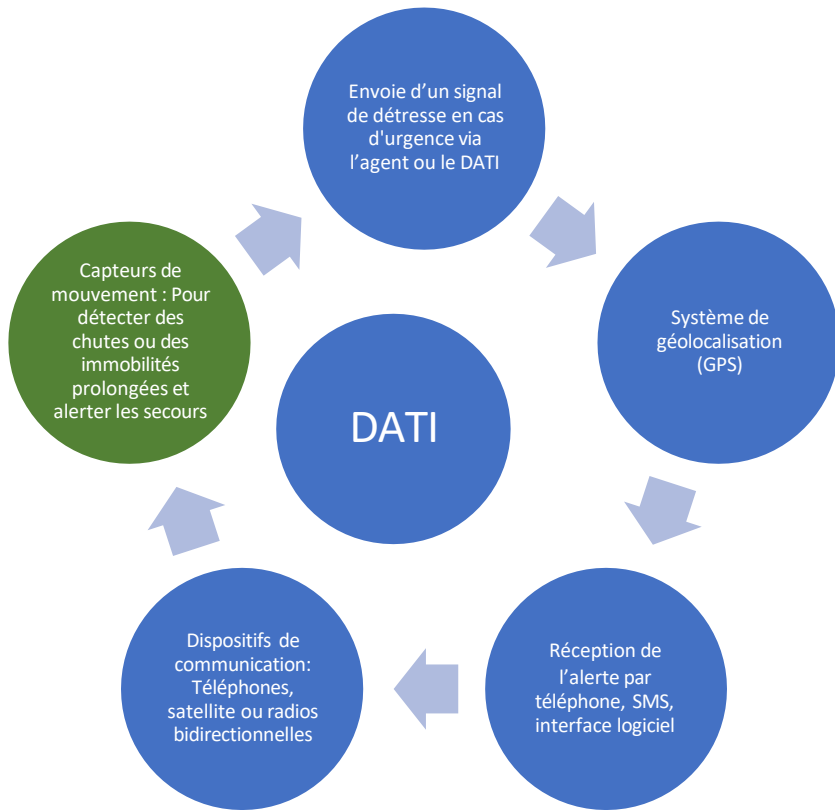 Envoie d’un signal
de détresse en cas
d'urgence via
l’agent ou le DATI
Système de
géolocalisation
(GPS)
Réception de
l’alerte par
téléphone, SMS,
interface logiciel
Dispositifs de
communication:
Téléphones,
satellite ou radios
bidirectionnelles
Capteurs de
mouvement : Pour
détecter des
chutes ou des
immobilités
prolongées et
alerter les secours
DATI